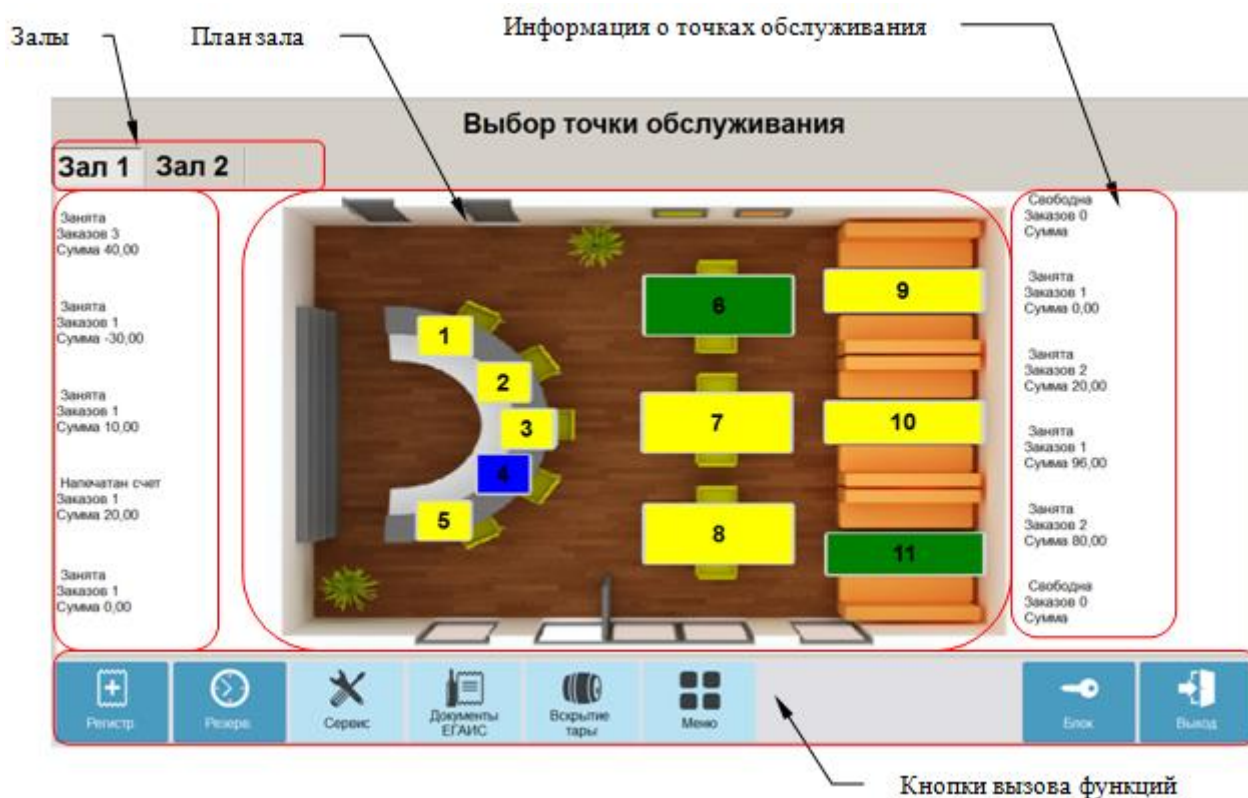 Залы
План зала
Информация о точках обслуживания
Выбор точки обслуживания
Зал 1
Зал 2
Занята
Заказов 3
Сумма 40,00
Занята
Заказов 1
Сумма -30,00
Занята
Заказов 1
Сумма 10,00
Напечатан счет
Заказов 1
Сумма 20,00
Занята
Заказов 1
Сумма 0,00
1
2
3
4
5
6
7
8
9
10
11
Свободна
Заказов 0
Сумма
Занята
Заказов 1
Сумма 0,00
Занята
Заказов 2
Сумма 20,00
Занята
Заказов 1
Сумма 96,00
Занята
Заказов 2
Сумма 80,00
Свободна
Заказов 0
Сумма
Регистр.
Резерв.
Сервис
Документы
ЕГАИС
Вскрытие
тары
Меню
Блок
Выход
Кнопки вызова функций